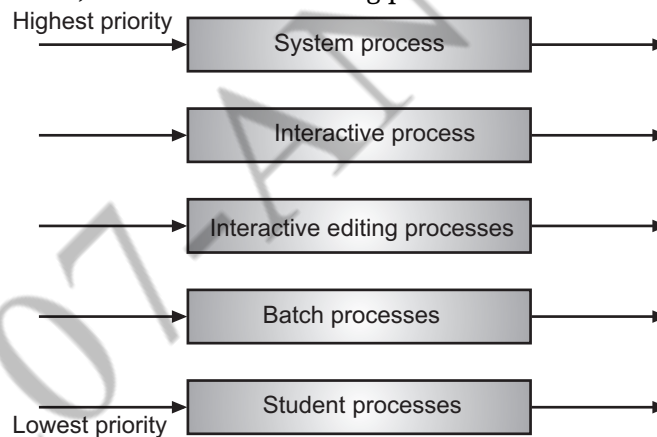 Highest priority
System process
Interactive process
Interactive editing processes
Batch processes
Student processes
Lowest priority